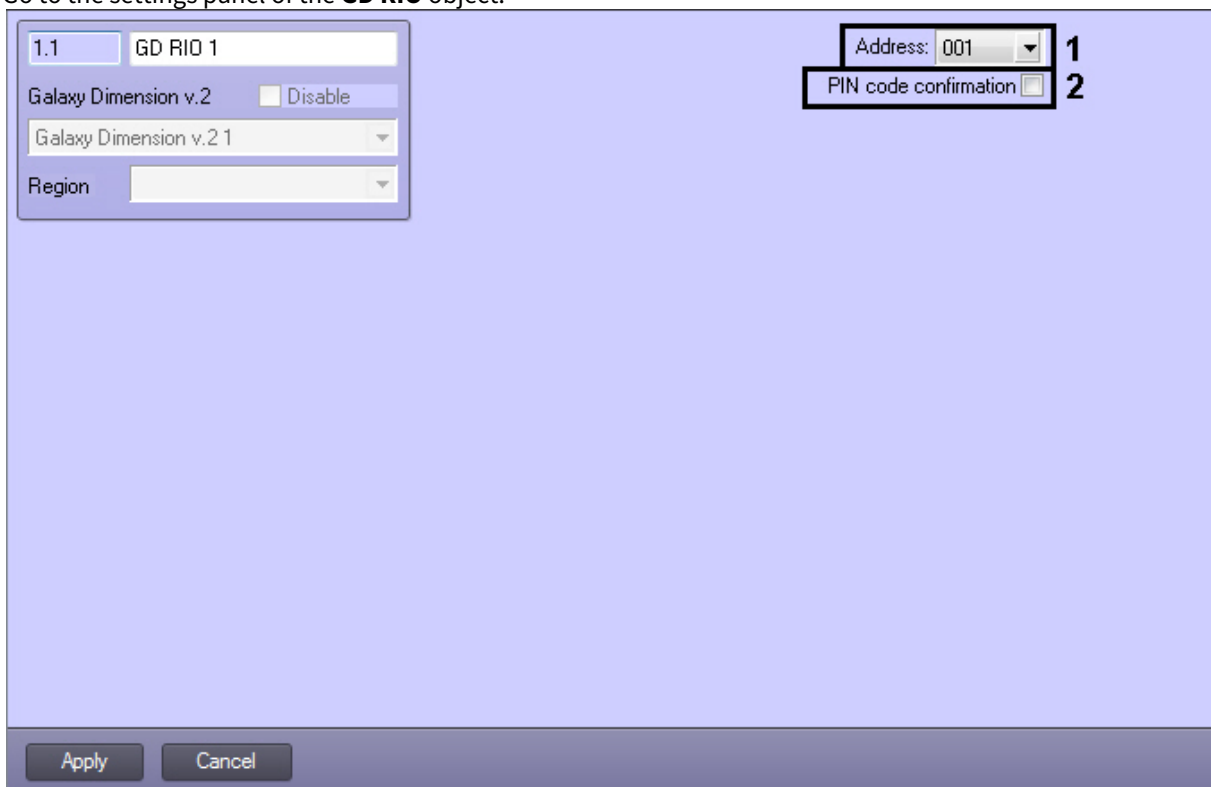 Go to the settings panel of the GD RIO object.
1.1 GD RIO 1
Address: 001 1
PIN code confirmation 2
Galaxy Dimension v.2 Disable
Galaxy Dimension v.2 1
Region
Apply Cancel